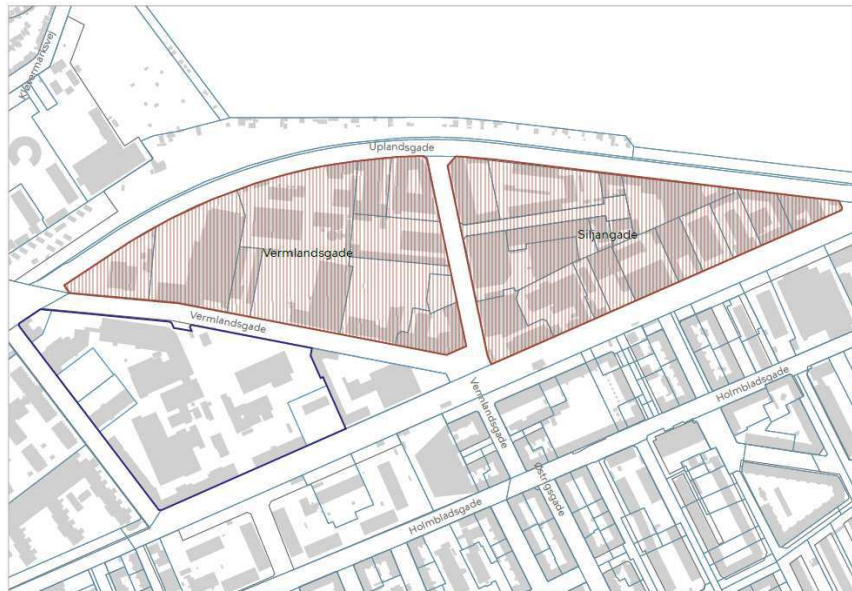 Kløvermarksvej
Uplandsgade
Vermlandsgade
Siljangade
Vermlandsgade
Vermlandsgade
Holmbladsgade
Østrigsgade
Holmbladsgade